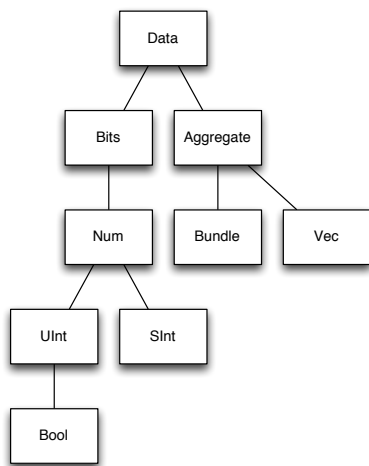 Data
Bits
Aggregate
Num
Bundle
Vec
UInt
SInt
Bool